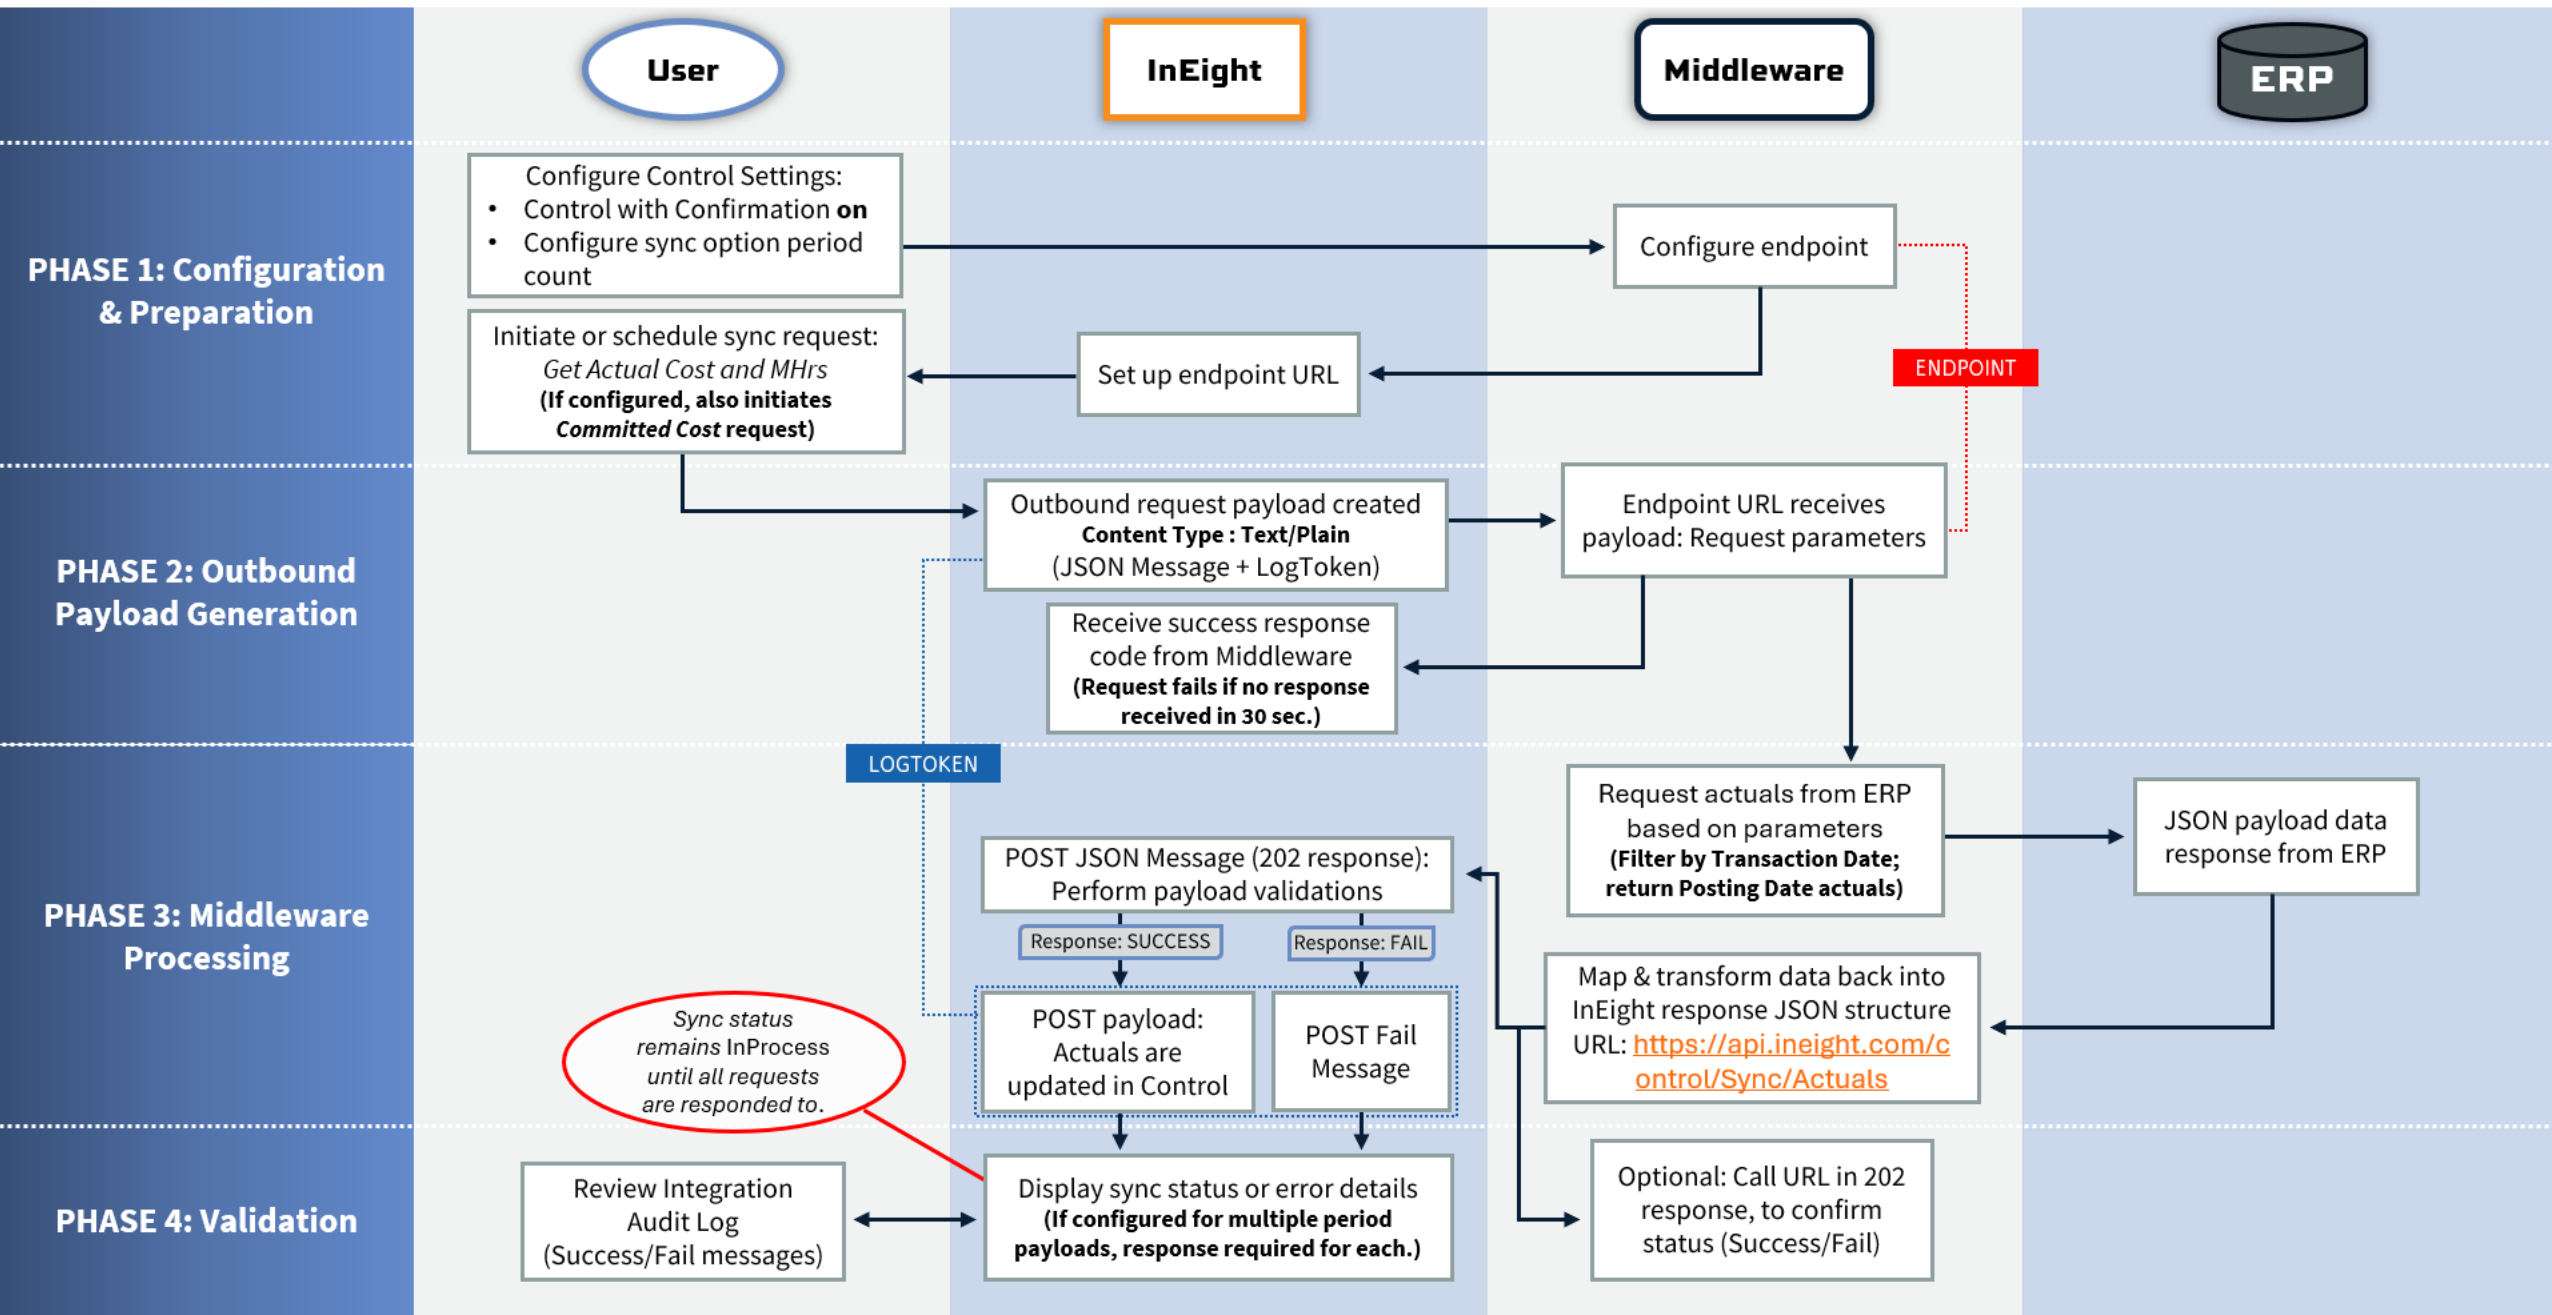 User
InEight
Middleware
ERP
PHASE 1: Configuration
& Preparation
Configure Control Settings:
• Control with Confirmation on
• Configure sync option period
count
Configure endpoint
Initiate or schedule sync request:
Get Actual Cost and MHrs
(If configured, also initiates
Committed Cost request)
Set up endpoint URL
ENDPOINT
PHASE 2: Outbound
Payload Generation
Outbound request payload created
Content Type : Text/Plain
(JSON Message + LogToken)
Endpoint URL receives
payload: Request parameters
Receive success response
code from Middleware
(Request fails if no response
received in 30 sec.)
LOGTOKEN
PHASE 3: Middleware
Processing
Request actuals from ERP
based on parameters
(Filter by Transaction Date;
return Posting Date actuals)
JSON payload data
response from ERP
POST JSON Message (202 response):
Perform payload validations
Response: SUCCESS
Response: FAIL
Map & transform data back into
InEight response JSON structure
URL: https://api.ineight.com/c
ontrol/Sync/Actuals
POST payload:
Actuals are
updated in Control
POST Fail
Message
Sync status
remains InProcess
until all requests
are responded to.
PHASE 4: Validation
Review Integration
Audit Log
(Success/Fail messages)
Display sync status or error details
(If configured for multiple period
payloads, response required for each.)
Optional: Call URL in 202
response, to confirm
status (Success/Fail)